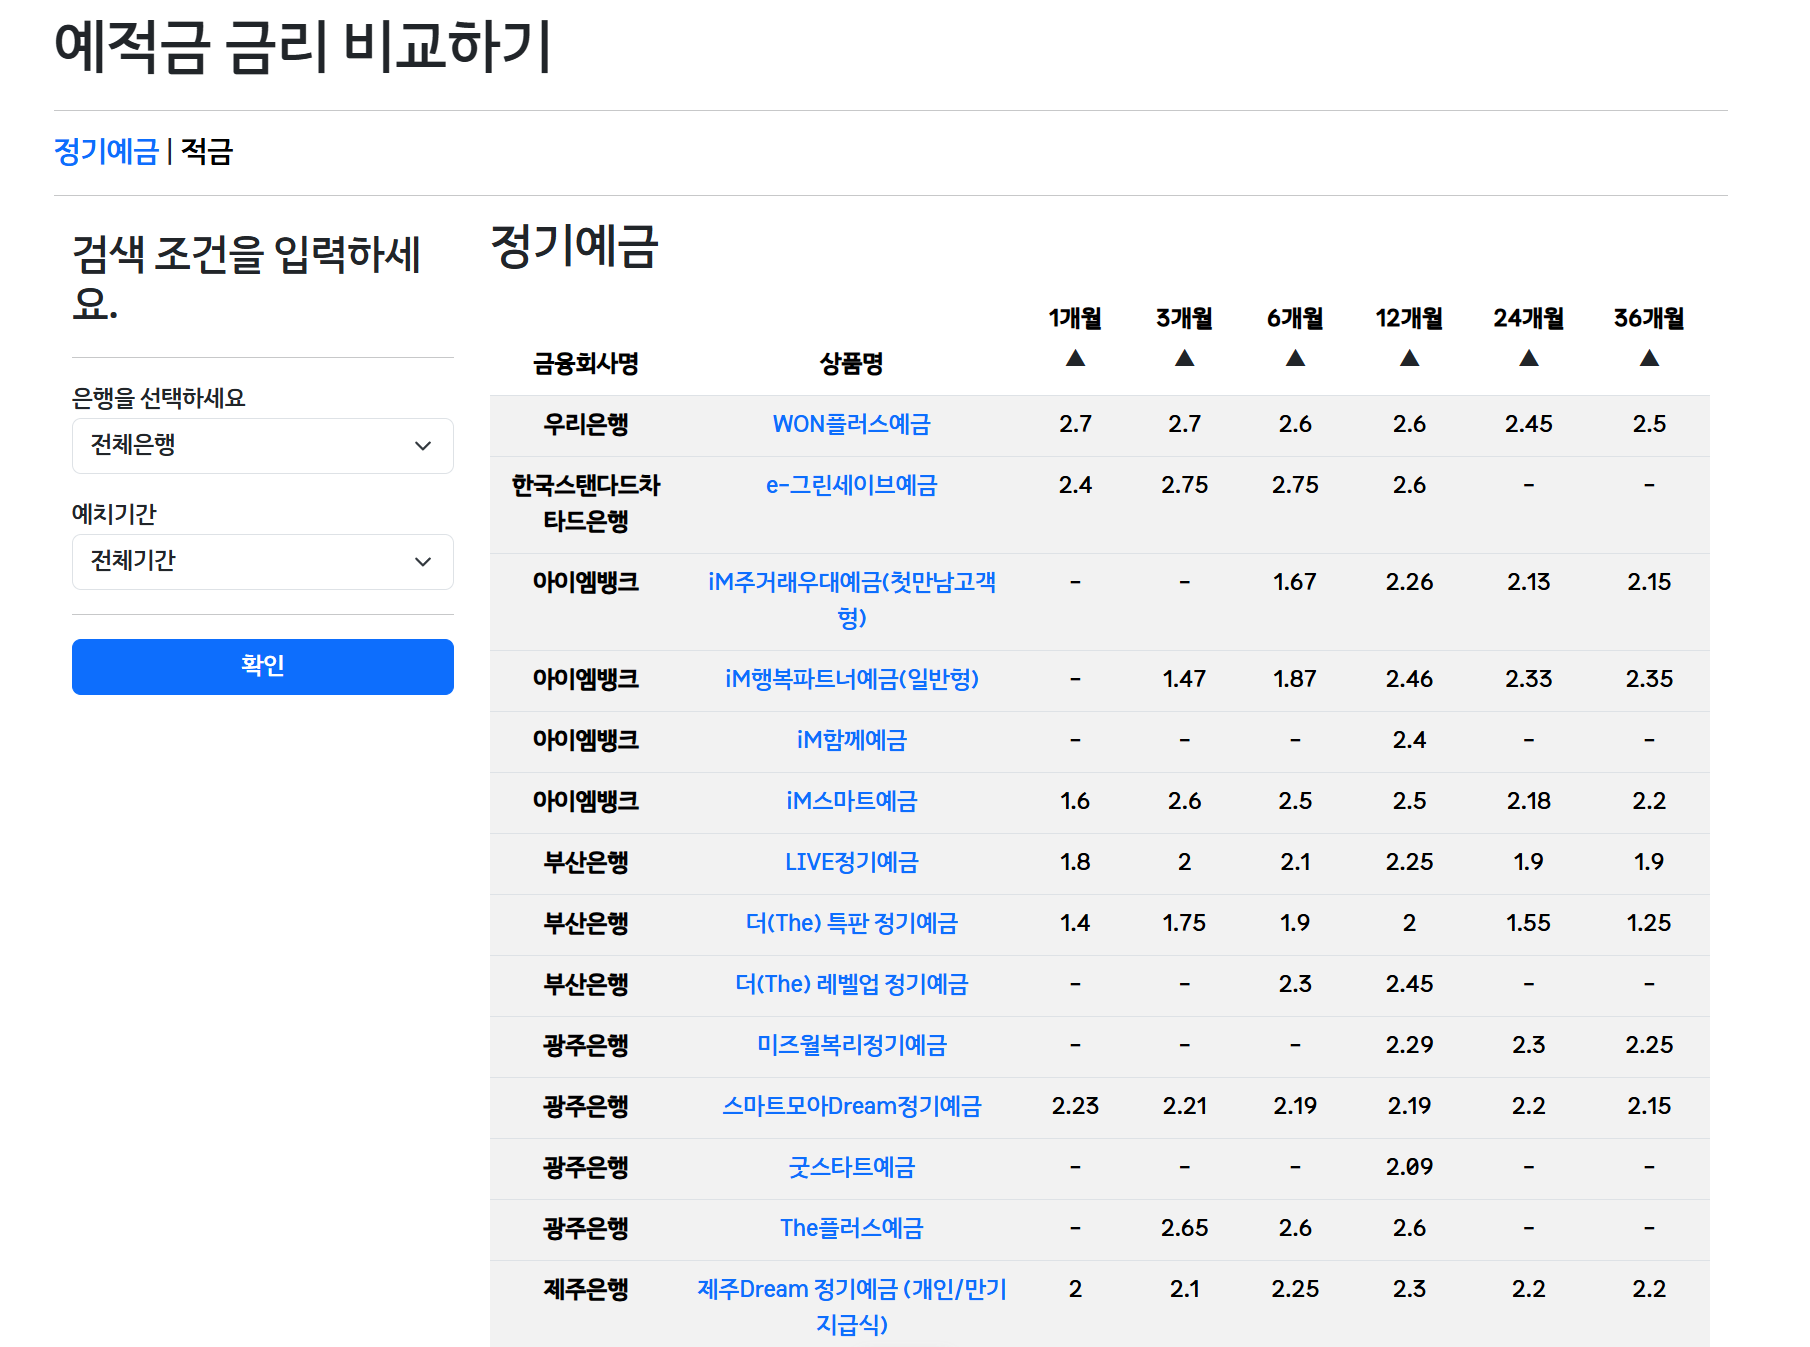 예적금 금리 비교하기
정기예금 | 적금
검색 조건을 입력하세
요.
은행을 선택하세요
전체은행
예치기간
전체기간
확인
정기예금
금융회사명 상품명 1개월 ▲ 3개월 ▲ 6개월 ▲ 12개월 ▲ 24개월 ▲ 36개월 ▲
우리은행 WON플러스예금 2.7 2.7 2.6 2.6 2.45 2.5
한국스탠다드차 e-그린세이브예금 2.4 2.75 2.75 2.6 - -
타드은행
아이엠뱅크 iM주거래우대예금(첫만남고객 - - 1.67 2.26 2.13 2.15
형)
아이엠뱅크 iM행복파트너예금(일반형) - 1.47 1.87 2.46 2.33 2.35
아이엠뱅크 iM함께예금 - - - 2.4 - -
아이엠뱅크 iM스마트예금 1.6 2.6 2.5 2.5 2.18 2.2
부산은행 LIVE정기예금 1.8 2 2.1 2.25 1.9 1.9
부산은행 더(The) 특판 정기예금 1.4 1.75 1.9 2 1.55 1.25
부산은행 더(The) 레벨업 정기예금 - - 2.3 2.45 - -
광주은행 미즈월복리정기예금 - - - 2.29 2.3 2.25
광주은행 스마트모아Dream정기예금 2.23 2.21 2.19 2.19 2.2 2.15
광주은행 굿스타트예금 - - - 2.09 - -
광주은행 The플러스예금 - 2.65 2.6 2.6 - -
제주은행 제주Dream 정기예금 (개인/만기 2 2.1 2.25 2.3 2.2 2.2
지급식)